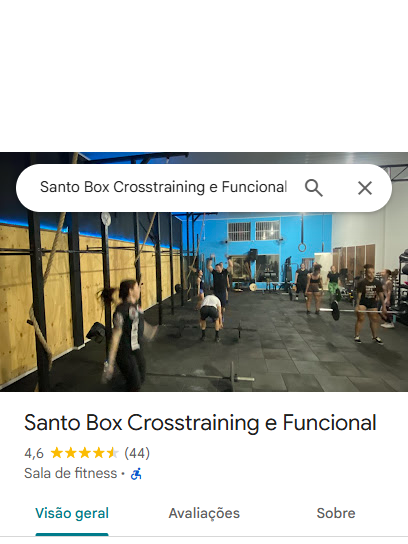 Santo Box Crosstraining e Funcional
Santo Box Crosstraining e Funcional
4,6 (44)
Sala de fitness ·
Visão geral Avaliações Sobre